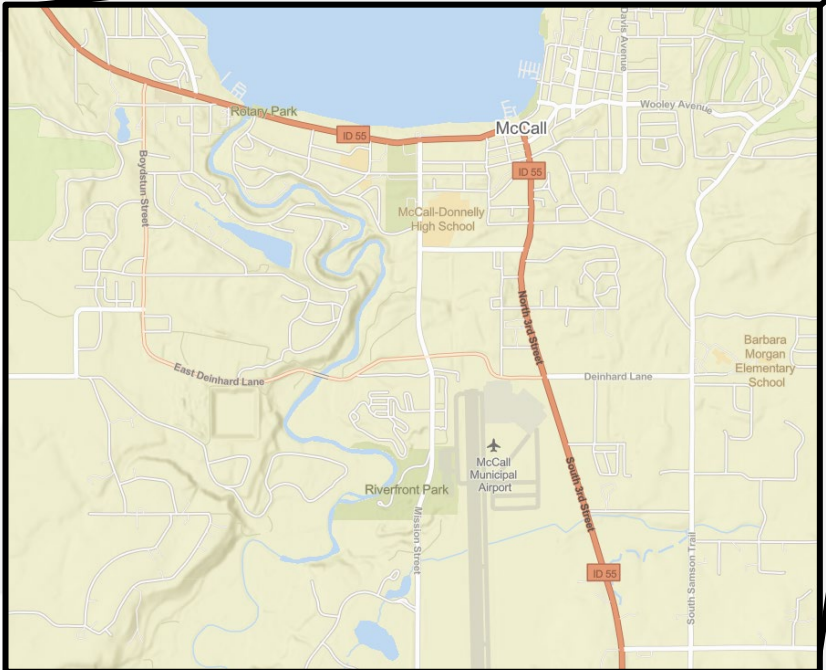 Davis Avenue
Rotary Park
Wooley Avenue
ID 55
McCall
ID 55
Boydstun Street
McCall-Donnelly
High School
North 3rd Street
Barbara
Morgan
Elementary
School
East Deinhard Lane
Deinhard Lane
McCall
Municipal
Airport
Riverfront Park
South 3rd Street
Mission Street
South Samson Trail
ID 55